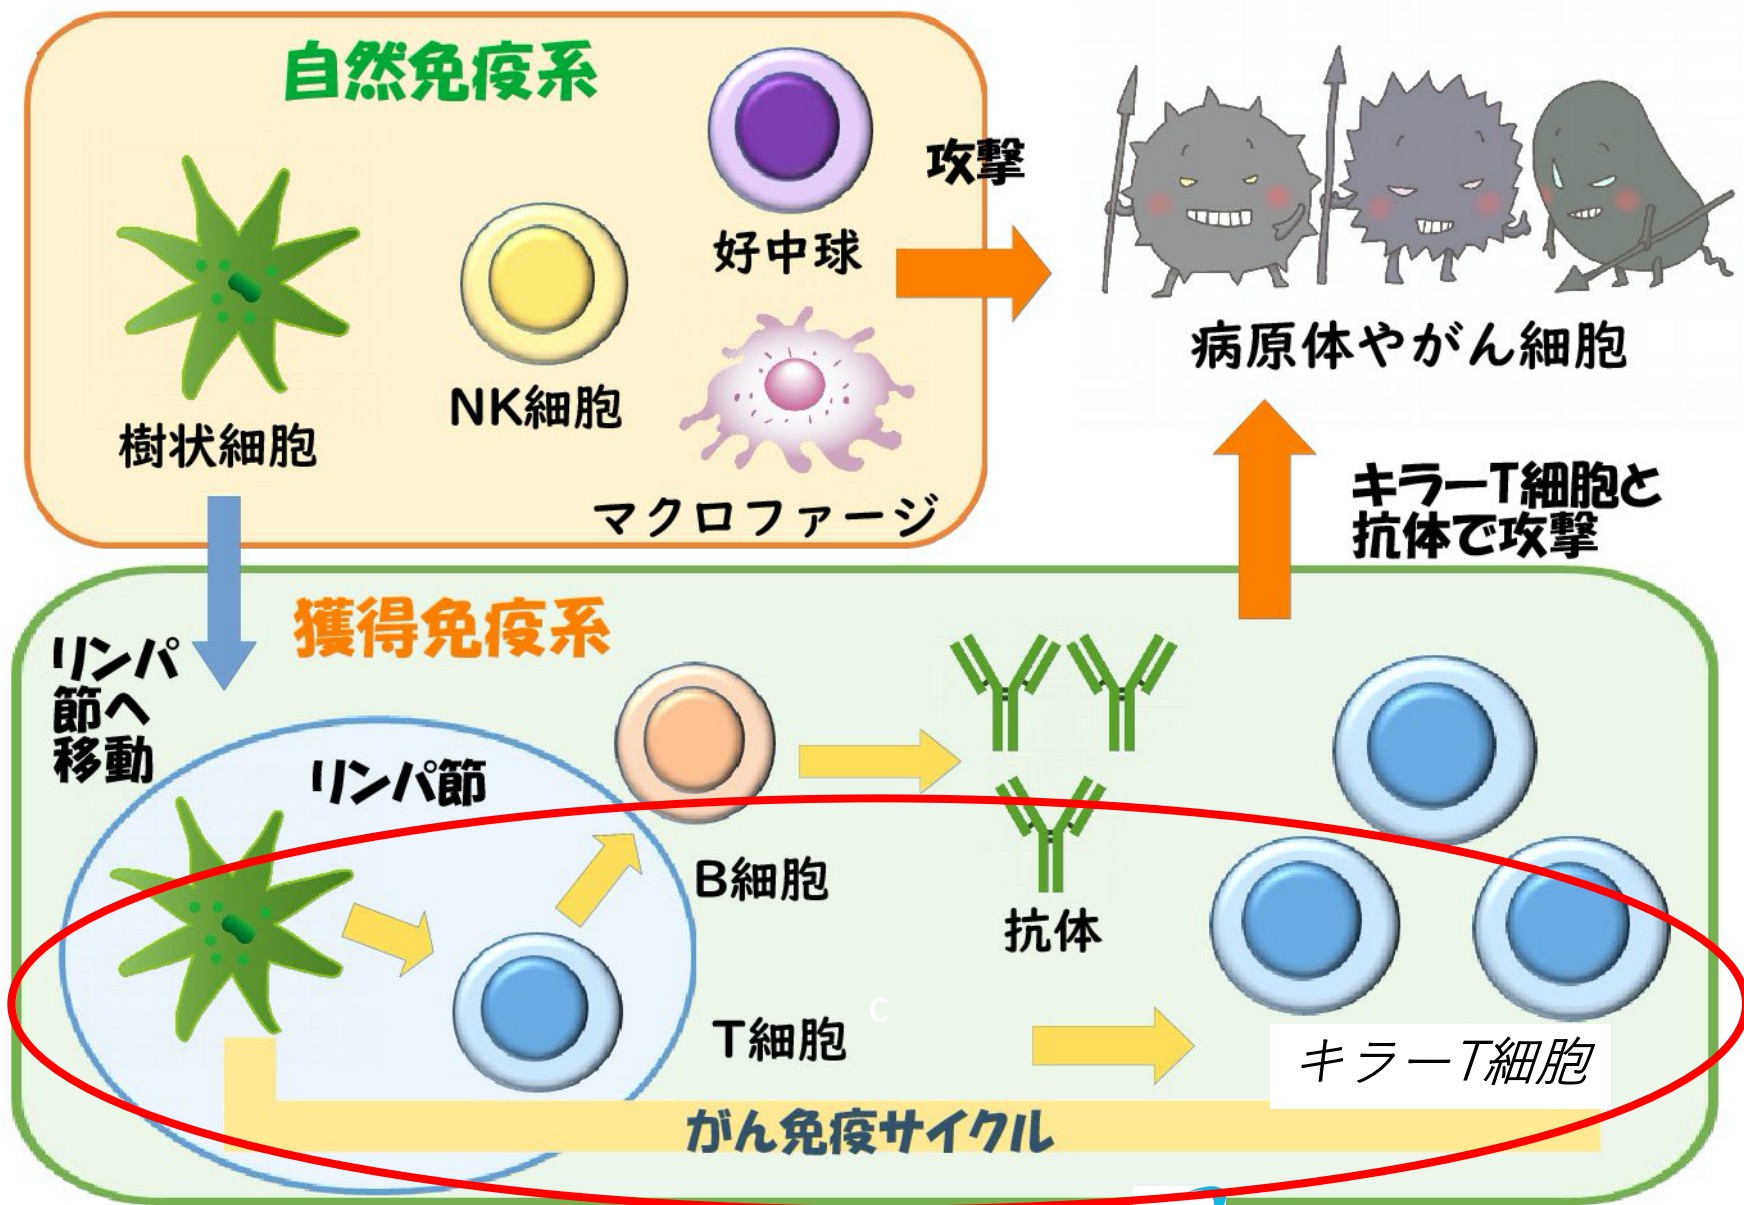 自然免疫系
好中球
攻撃
NK細胞
樹状細胞
マクロファージ
病原体やがん細胞
キラーT細胞と
抗体で攻撃
獲得免疫系
リンパ
節へ
移動
リンパ節
B細胞
抗体
T細胞
c
キラーT細胞
がん免疫サイクル